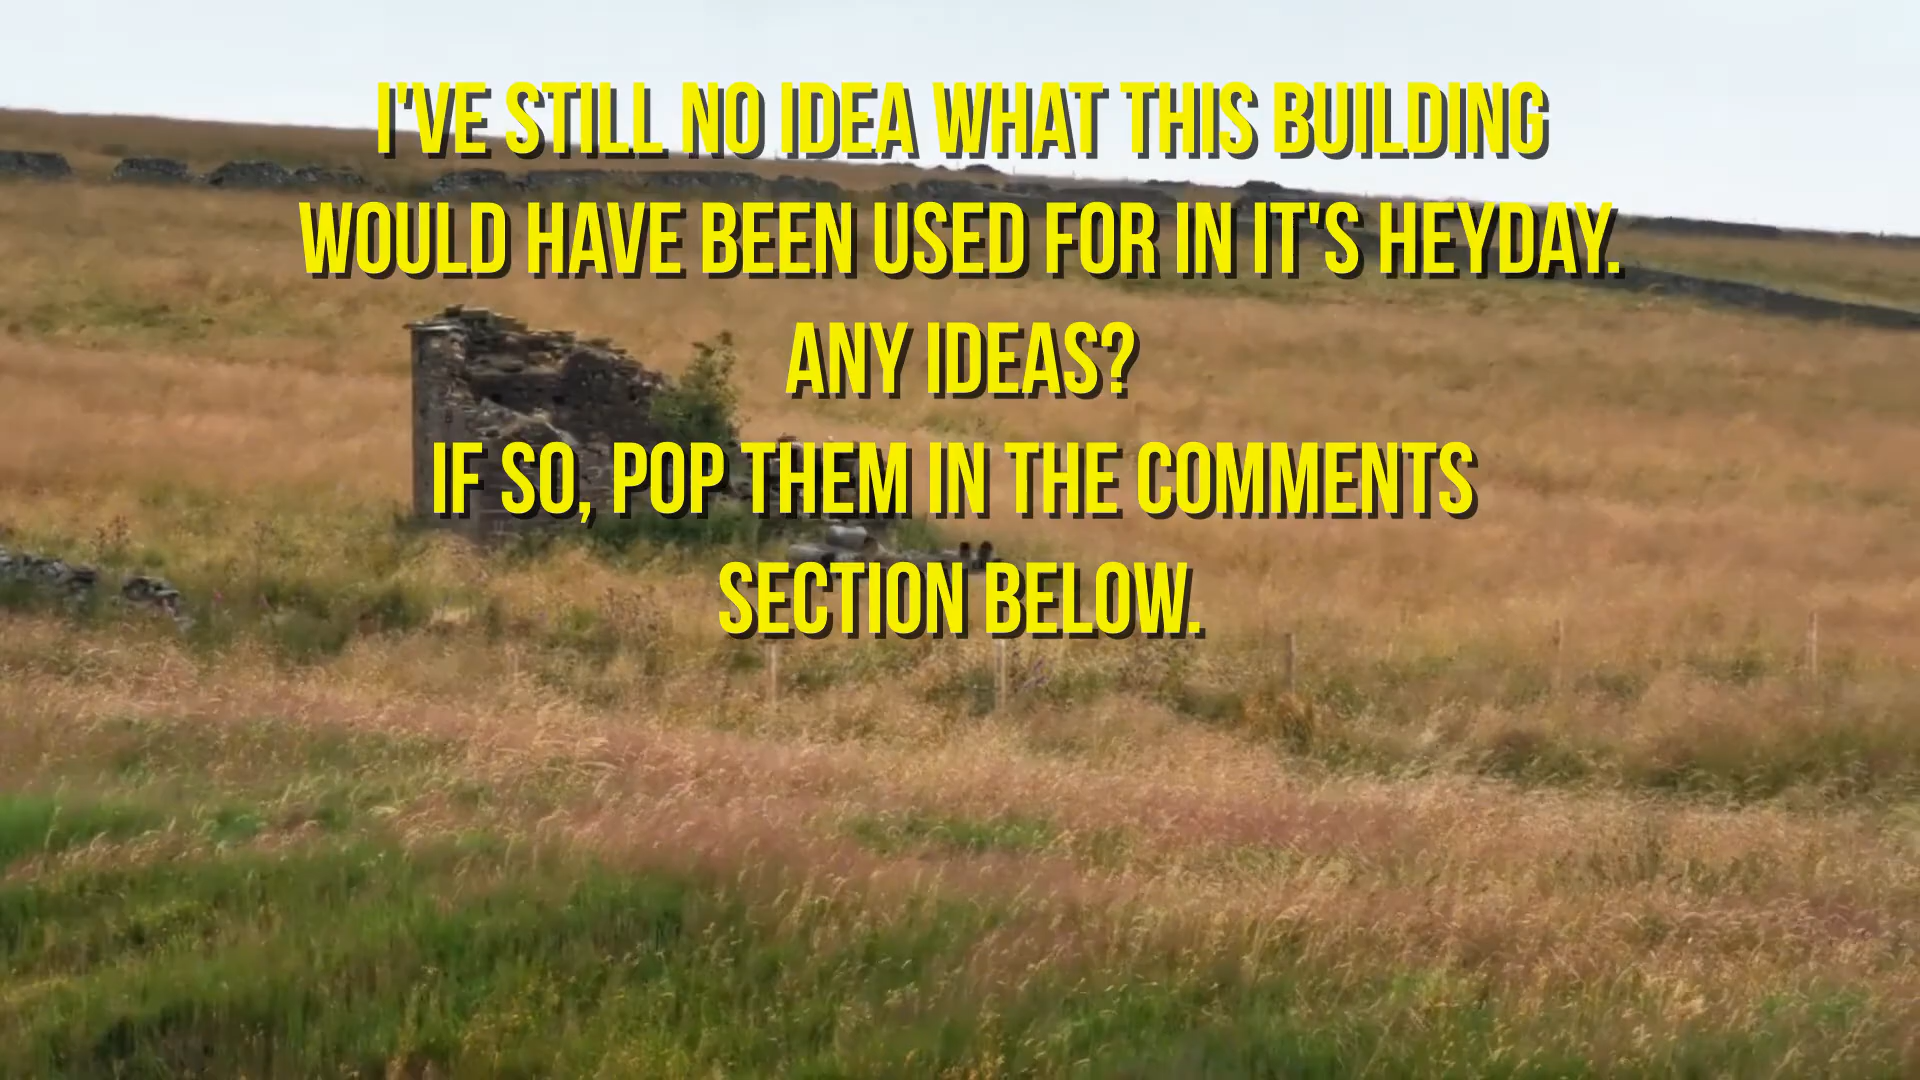 I'VE STILL NO IDEA WHAT THIS BUILDING
WOULD HAVE BEEN USED FOR IN IT'S HEYDAY.
ANY IDEAS?
IF SO, POP THEM IN THE COMMENTS
SECTION BELOW.